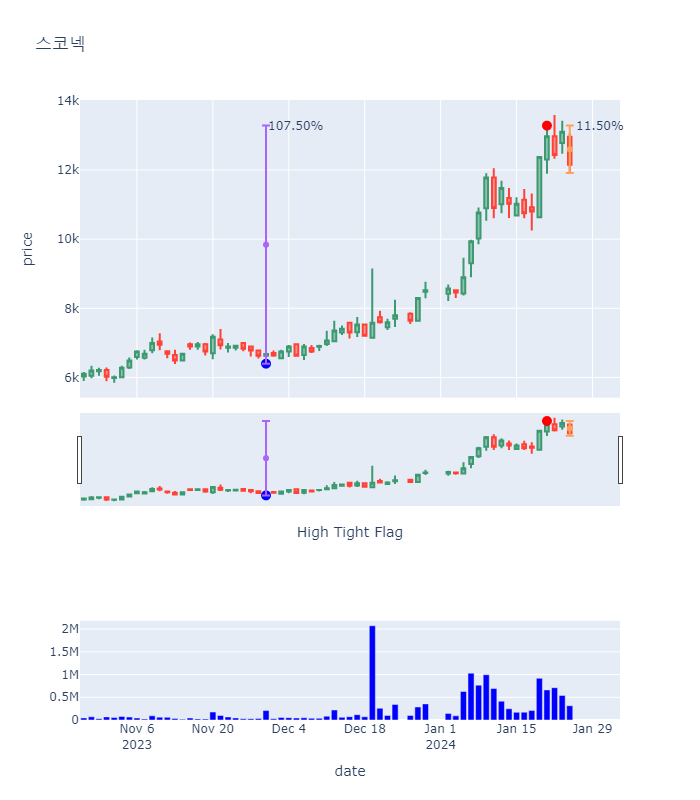 스코넥
14k
12k
10k
8k
6k
price
107.50%
11.50%
High Tight Flag
2M
1.5M
1M
0.5M
0
Nov 6
2023
Nov 20
Dec 4
Dec 18
Jan 1
2024
Jan 15
Jan 29
date